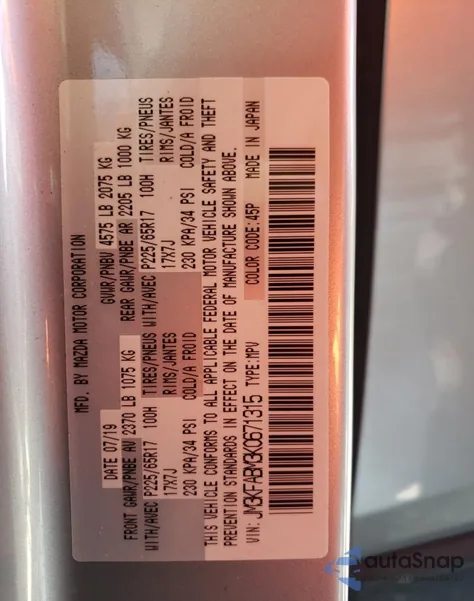 MFD. BY MAZDA MOTOR CORPORATION
DATE 07/19 GVWR/PNBV 4575 LB 2075 KG
FRONT GAWR/PNBE AV 2370 LB 1075 KG REAR GAWR/PNBE AR 2205 LB 1000 KG
WITH/AVEC P225/65R17 100H TIRES/PNEUS WITH/AVEC P225/65R17 100H TIRES/PNEUS
17X7J RIMS/JANTES 17X7J RIMS/JANTES
230 KPA/34 PSI COLD/A FROID 230 KPA/34 PSI COLD/A FROID
THIS VEHICLE CONFORMS TO ALL APPLICABLE FEDERAL MOTOR VEHICLE SAFETY AND THEFT
PREVENTION STANDARDS IN EFFECT ON THE DATE OF MANUFACTURE SHOWN ABOVE.
VIN: JM3KFABM3K0671315 TYPE: MPV COLOR CODE: 45P MADE IN JAPAN
autoSnap